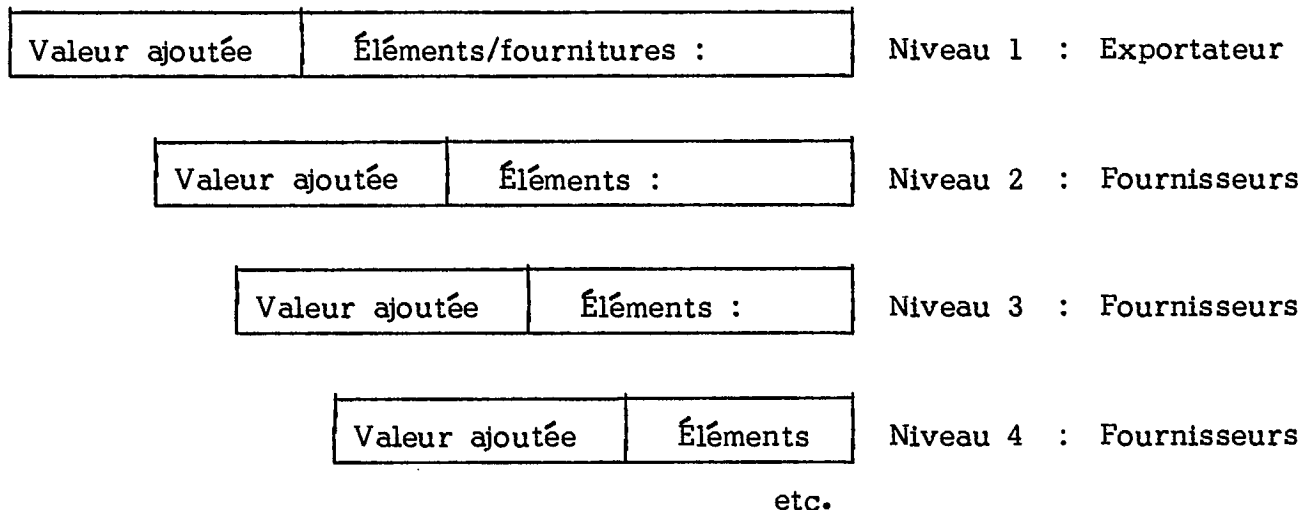 Valeur ajoutée Éléments/fournitures : Niveau 1 : Exportateur
Valeur ajoutée Éléments : Niveau 2 : Fournisseurs
Valeur ajoutée Éléments : Niveau 3 : Fournisseurs
Valeur ajoutée Éléments Niveau 4 : Fournisseurs
etc.